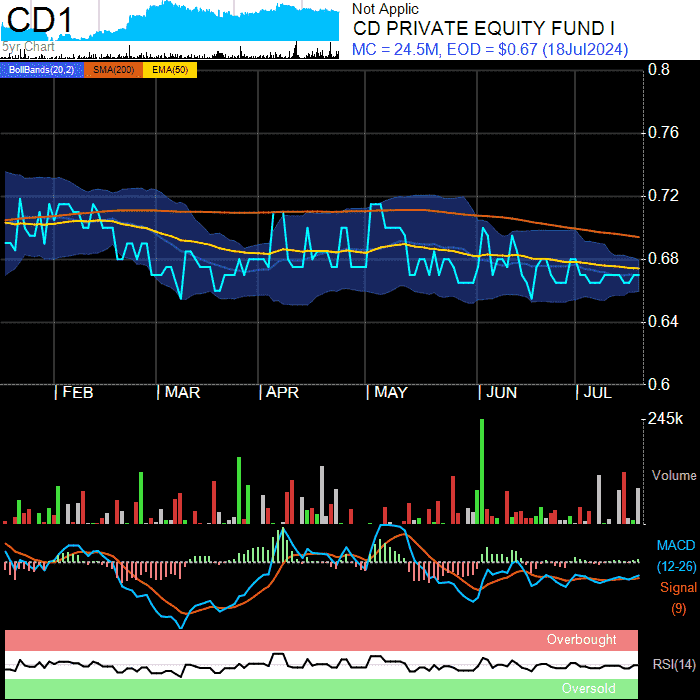 CD1
5yr Chart
Not Applic
CD PRIVATE EQUITY FUND I
MC = 24.5M, EOD = $0.67 (18Jul2024)
BollBands(20,2) SMA(200) EMA(50)
0.8
0.76
0.72
0.68
0.64
0.6
FEB MAR APR MAY JUN JUL
245k
Volume
MACD
(12-26)
Signal
(9)
Overbought
RSI(14)
Oversold